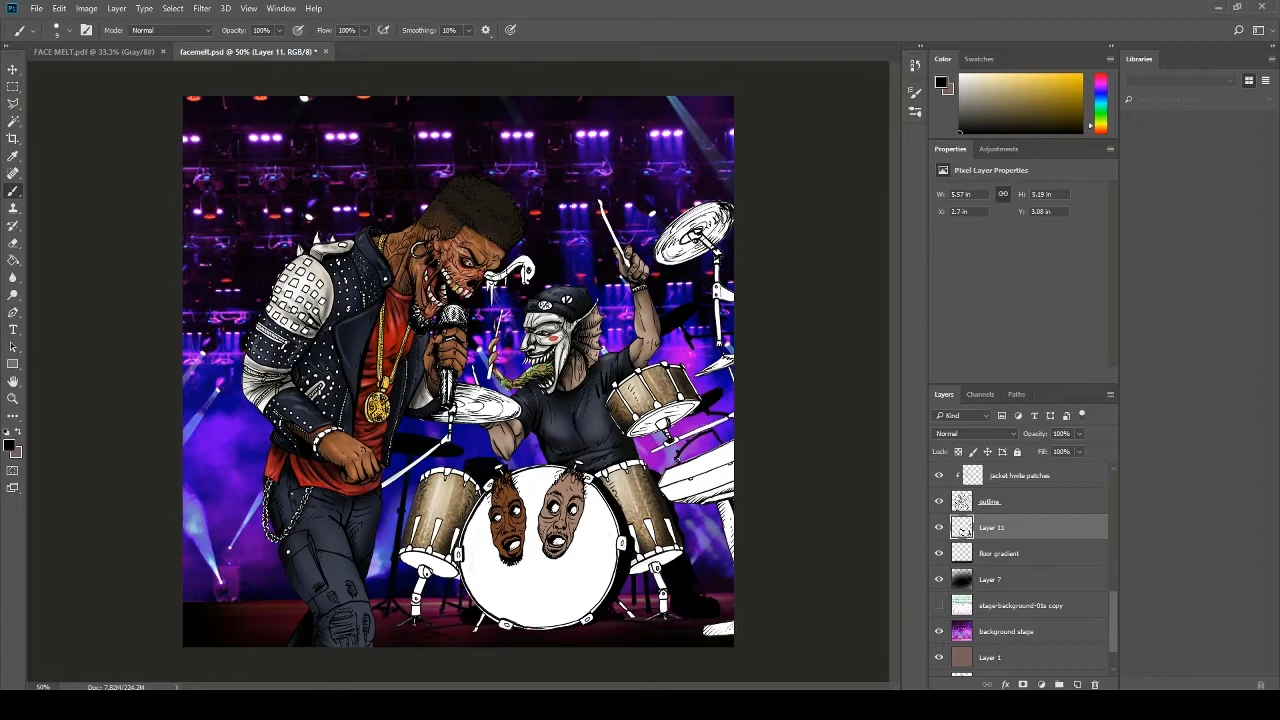 Ps File Edit Image Layer Type Select Filter 3D View Window Help
9 Mode: Normal Opacity: 100% Flow: 100% Smoothing: 10%
FACE MELT.pdf @ 33.3% (Gray/8#) × facemelt.psd @ 50% (Layer 11, RGB/8) * ×
Color Swatches Libraries
Properties Adjustments
Pixel Layer Properties
W: 5.57 in H: 5.19 in
X: 2.7 in Y: 3.08 in
Layers Channels Paths
Kind
Normal Opacity: 100%
Lock: Fill: 100%
jacket hwite patches
outline
Layer 11
floor gradient
Layer 7
stage-background-01s copy
background stage
Layer 1
50% Doc: 7.82M/224.2M